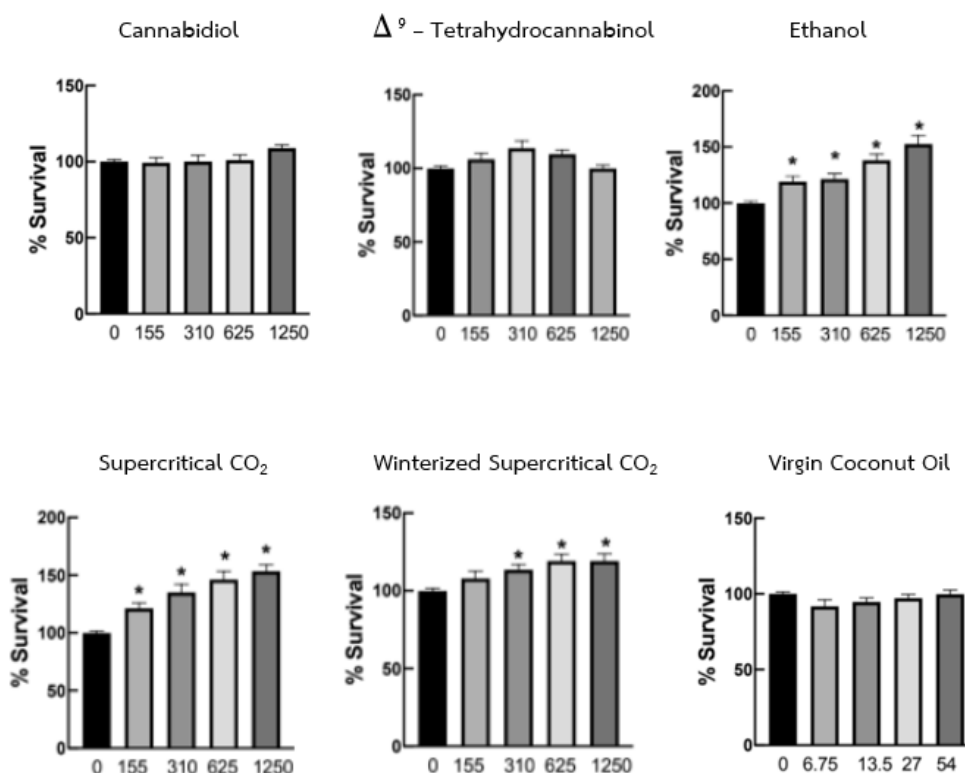 Cannabidiol
% Survival
150
100
50
0
0 155 310 625 1250
Δ⁹ – Tetrahydrocannabinol
% Survival
150
100
50
0
0 155 310 625 1250
Ethanol
% Survival
200
150
100
50
0
* * * *
0 155 310 625 1250
Supercritical CO₂
% Survival
200
150
100
50
0
* * * *
0 155 310 625 1250
Winterized Supercritical CO₂
% Survival
150
100
50
0
* * *
0 155 310 625 1250
Virgin Coconut Oil
% Survival
150
100
50
0
0 6.75 13.5 27 54